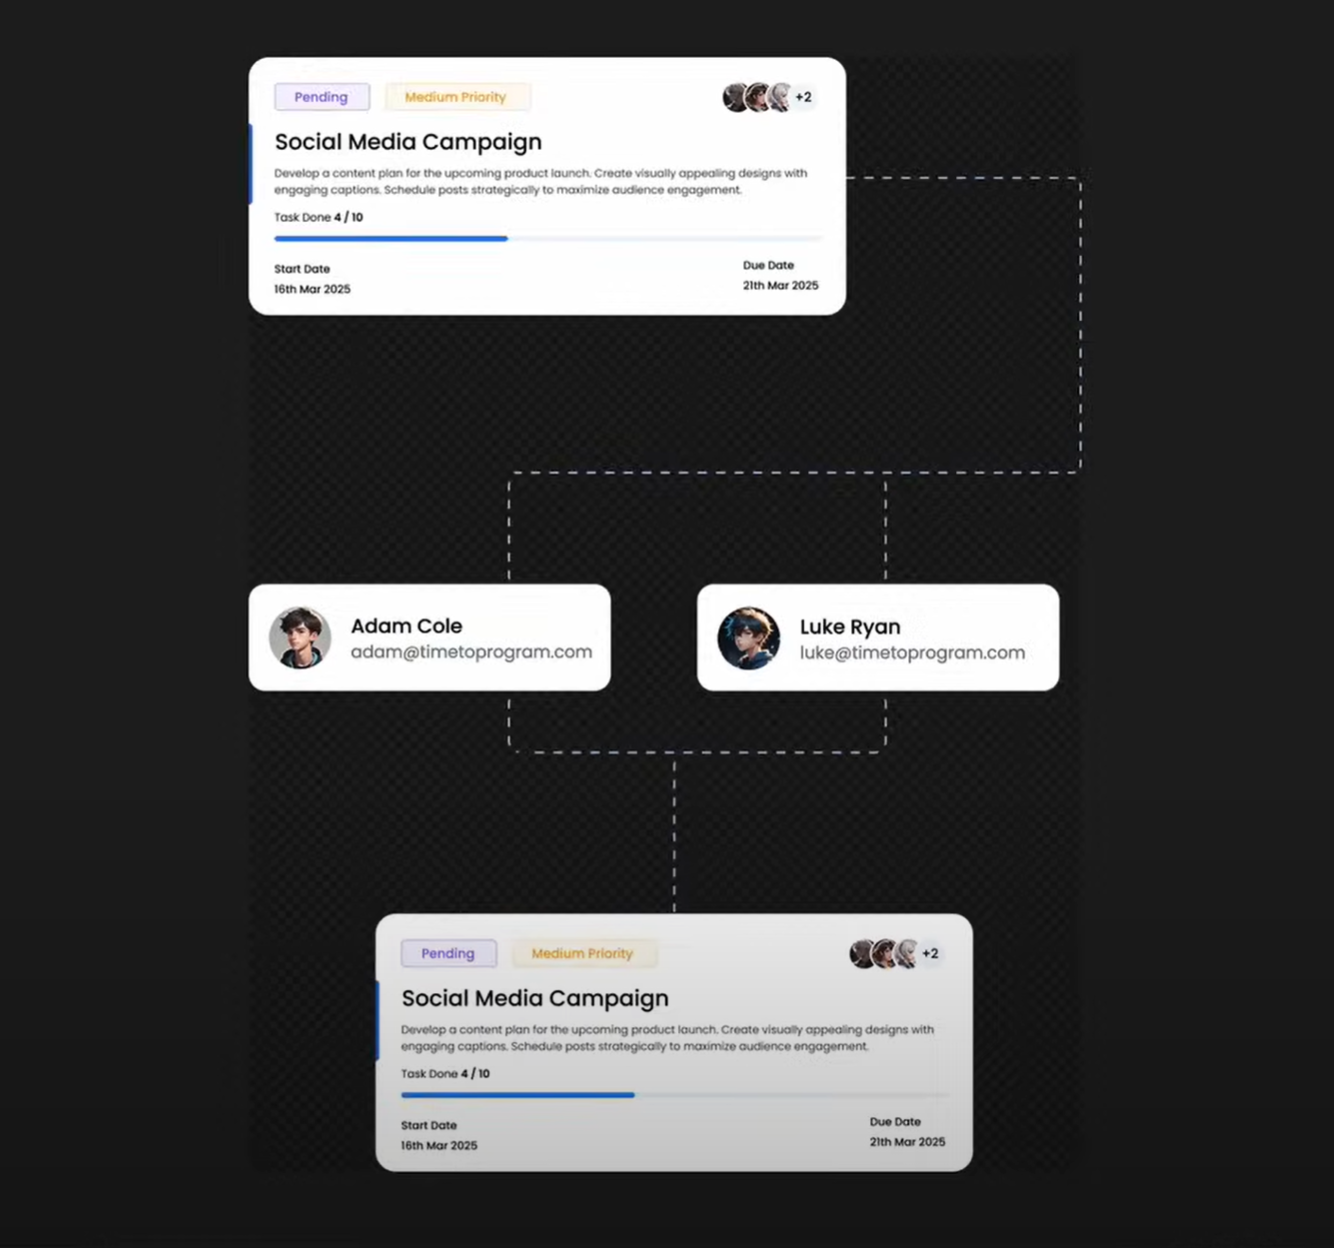 Pending
Medium Priority
+2
Social Media Campaign
Develop a content plan for the upcoming product launch. Create visually appealing designs with
engaging captions. Schedule posts strategically to maximize audience engagement.
Task Done 4 / 10
Start Date
Due Date
16th Mar 2025
21th Mar 2025
Adam Cole
adam@timetoprogram.com
Luke Ryan
luke@timetoprogram.com
Pending
Medium Priority
+2
Social Media Campaign
Develop a content plan for the upcoming product launch. Create visually appealing designs with
engaging captions. Schedule posts strategically to maximize audience engagement.
Task Done 4 / 10
Start Date
Due Date
16th Mar 2025
21th Mar 2025